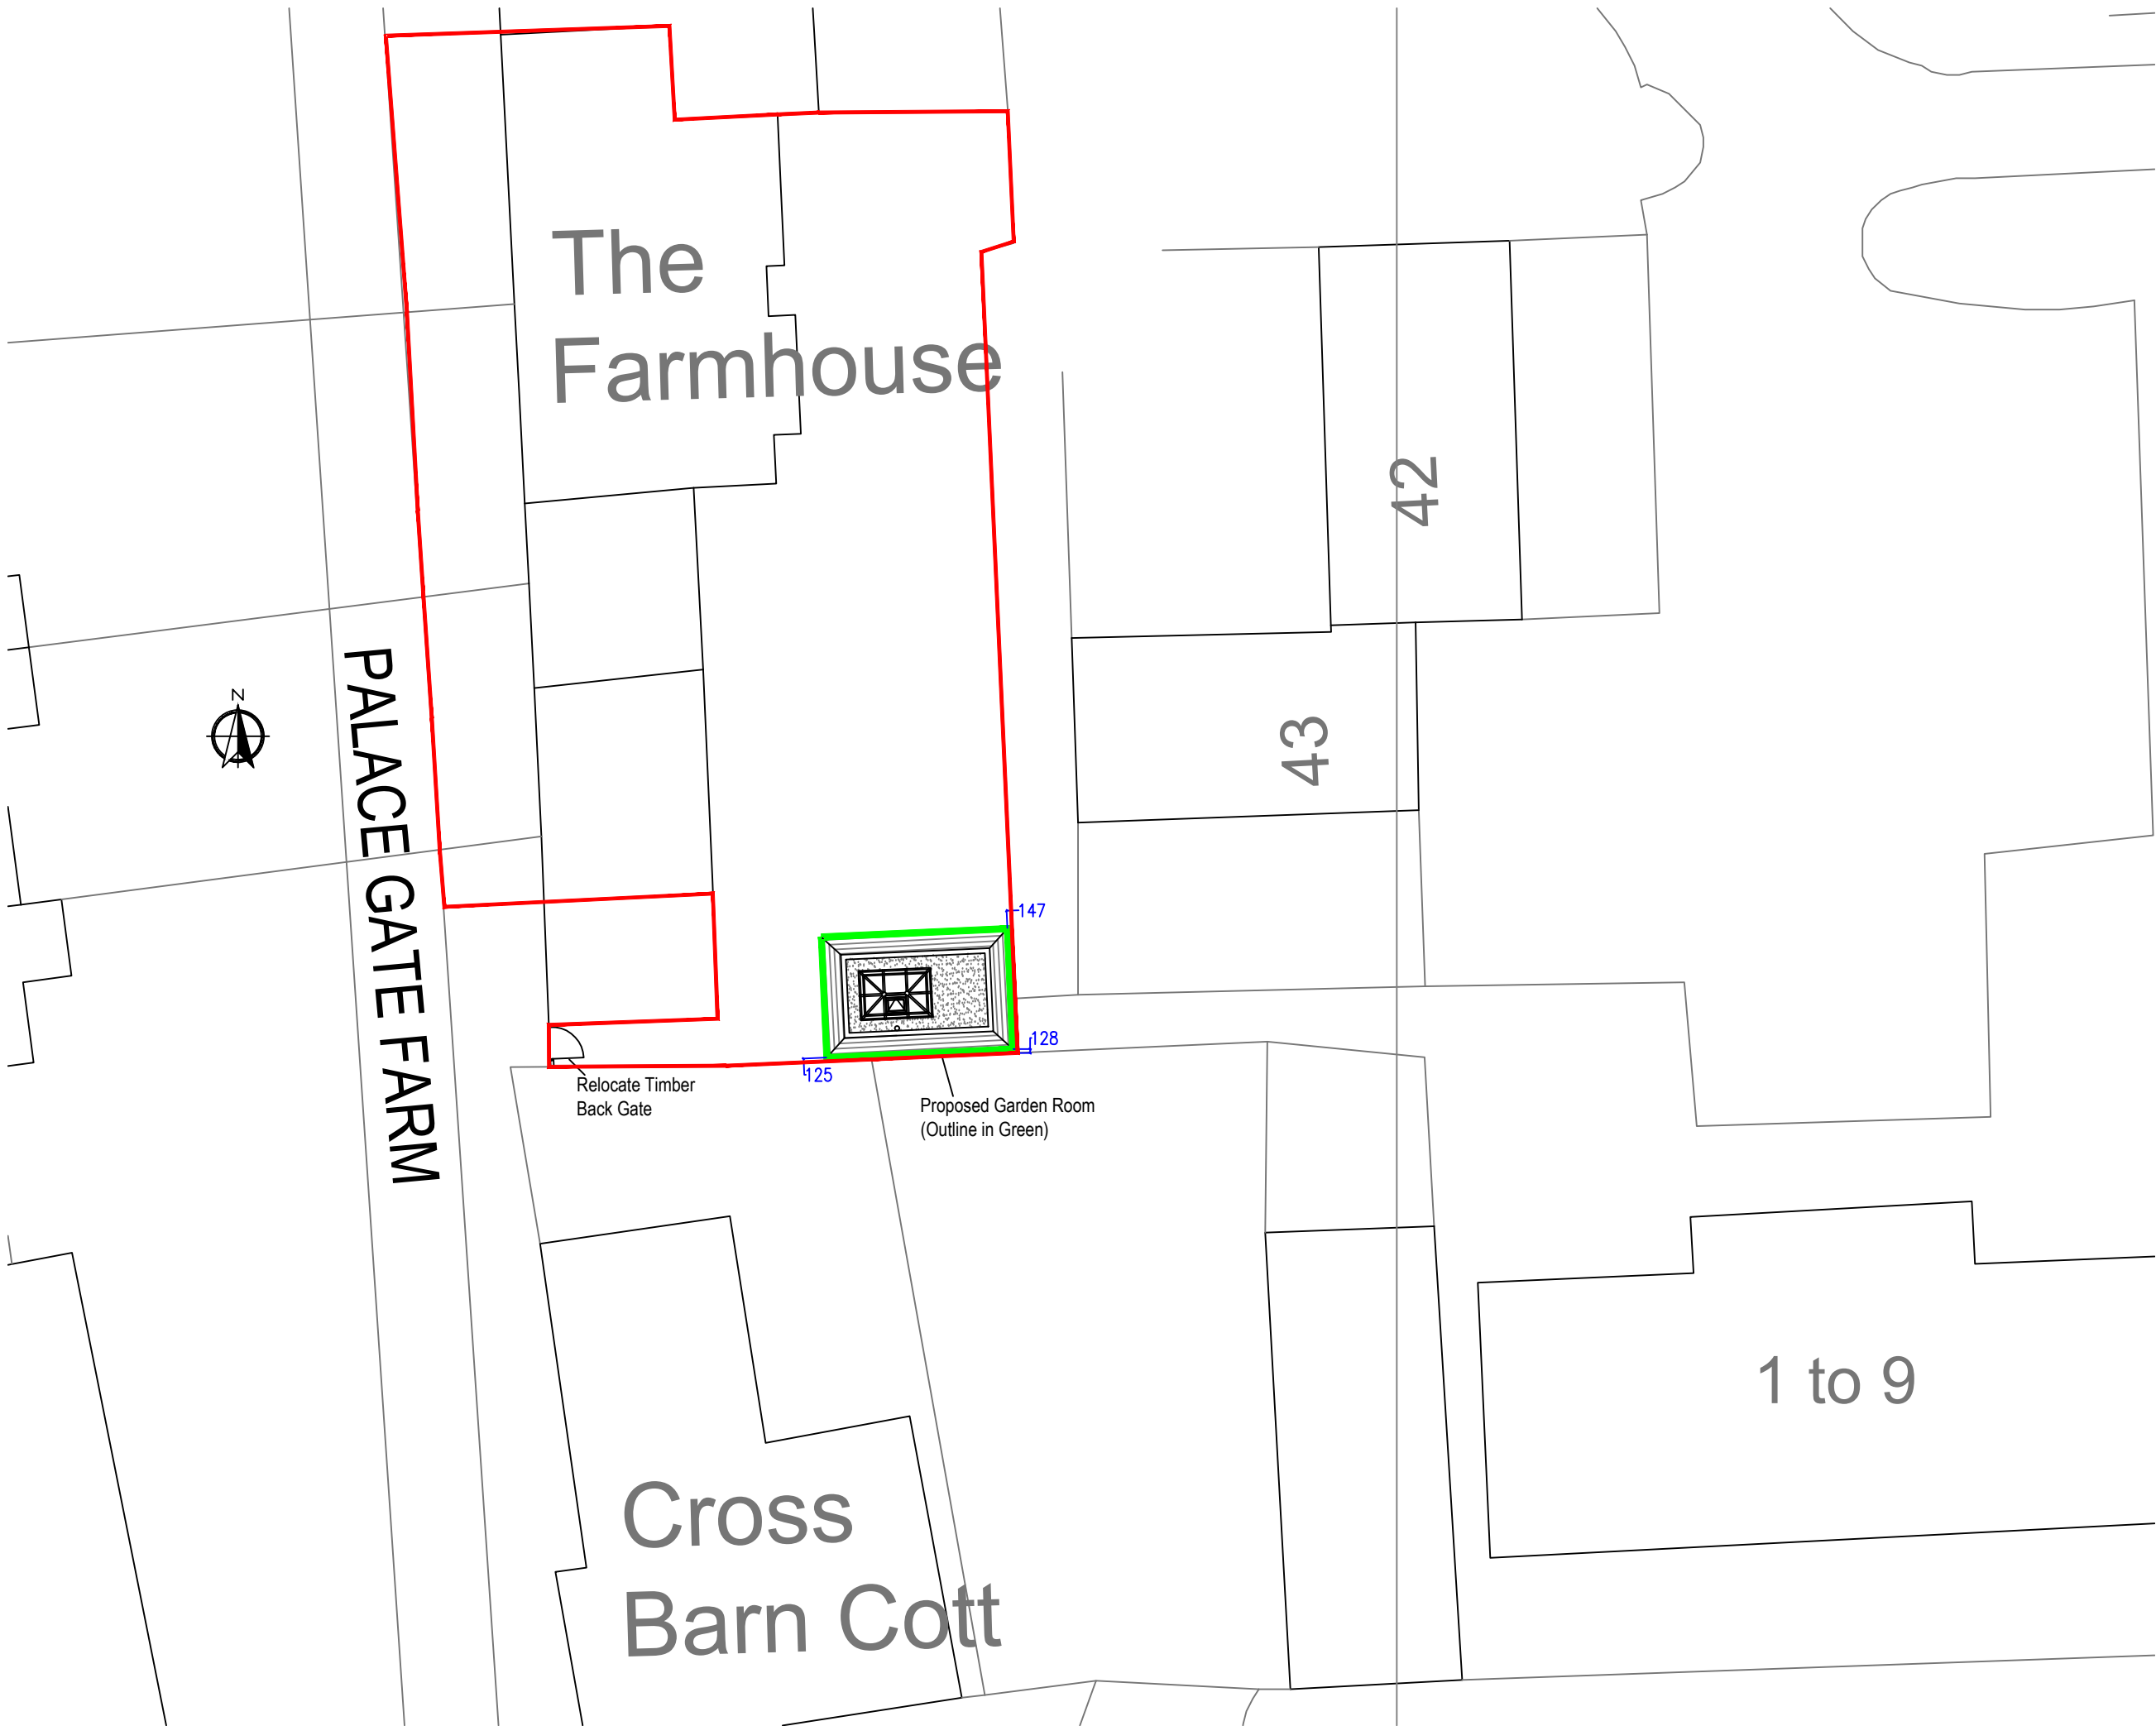 The
Farmhouse
42
N
PALACE GATE FARM
43
147
128
125
Relocate Timber
Back Gate
Proposed Garden Room
(Outline in Green)
1 to 9
Cross
Barn Cott